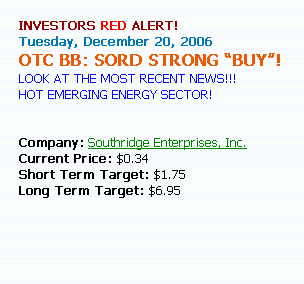 INVESTORS RED ALERT!
Tuesday, December 20, 2006
OTC BB: SORD STRONG “BUY”!
LOOK AT THE MOST RECENT NEWS!!!
HOT EMERGING ENERGY SECTOR!
Company: Southridge Enterprises, Inc.
Current Price: $0.34
Short Term Target: $1.75
Long Term Target: $6.95